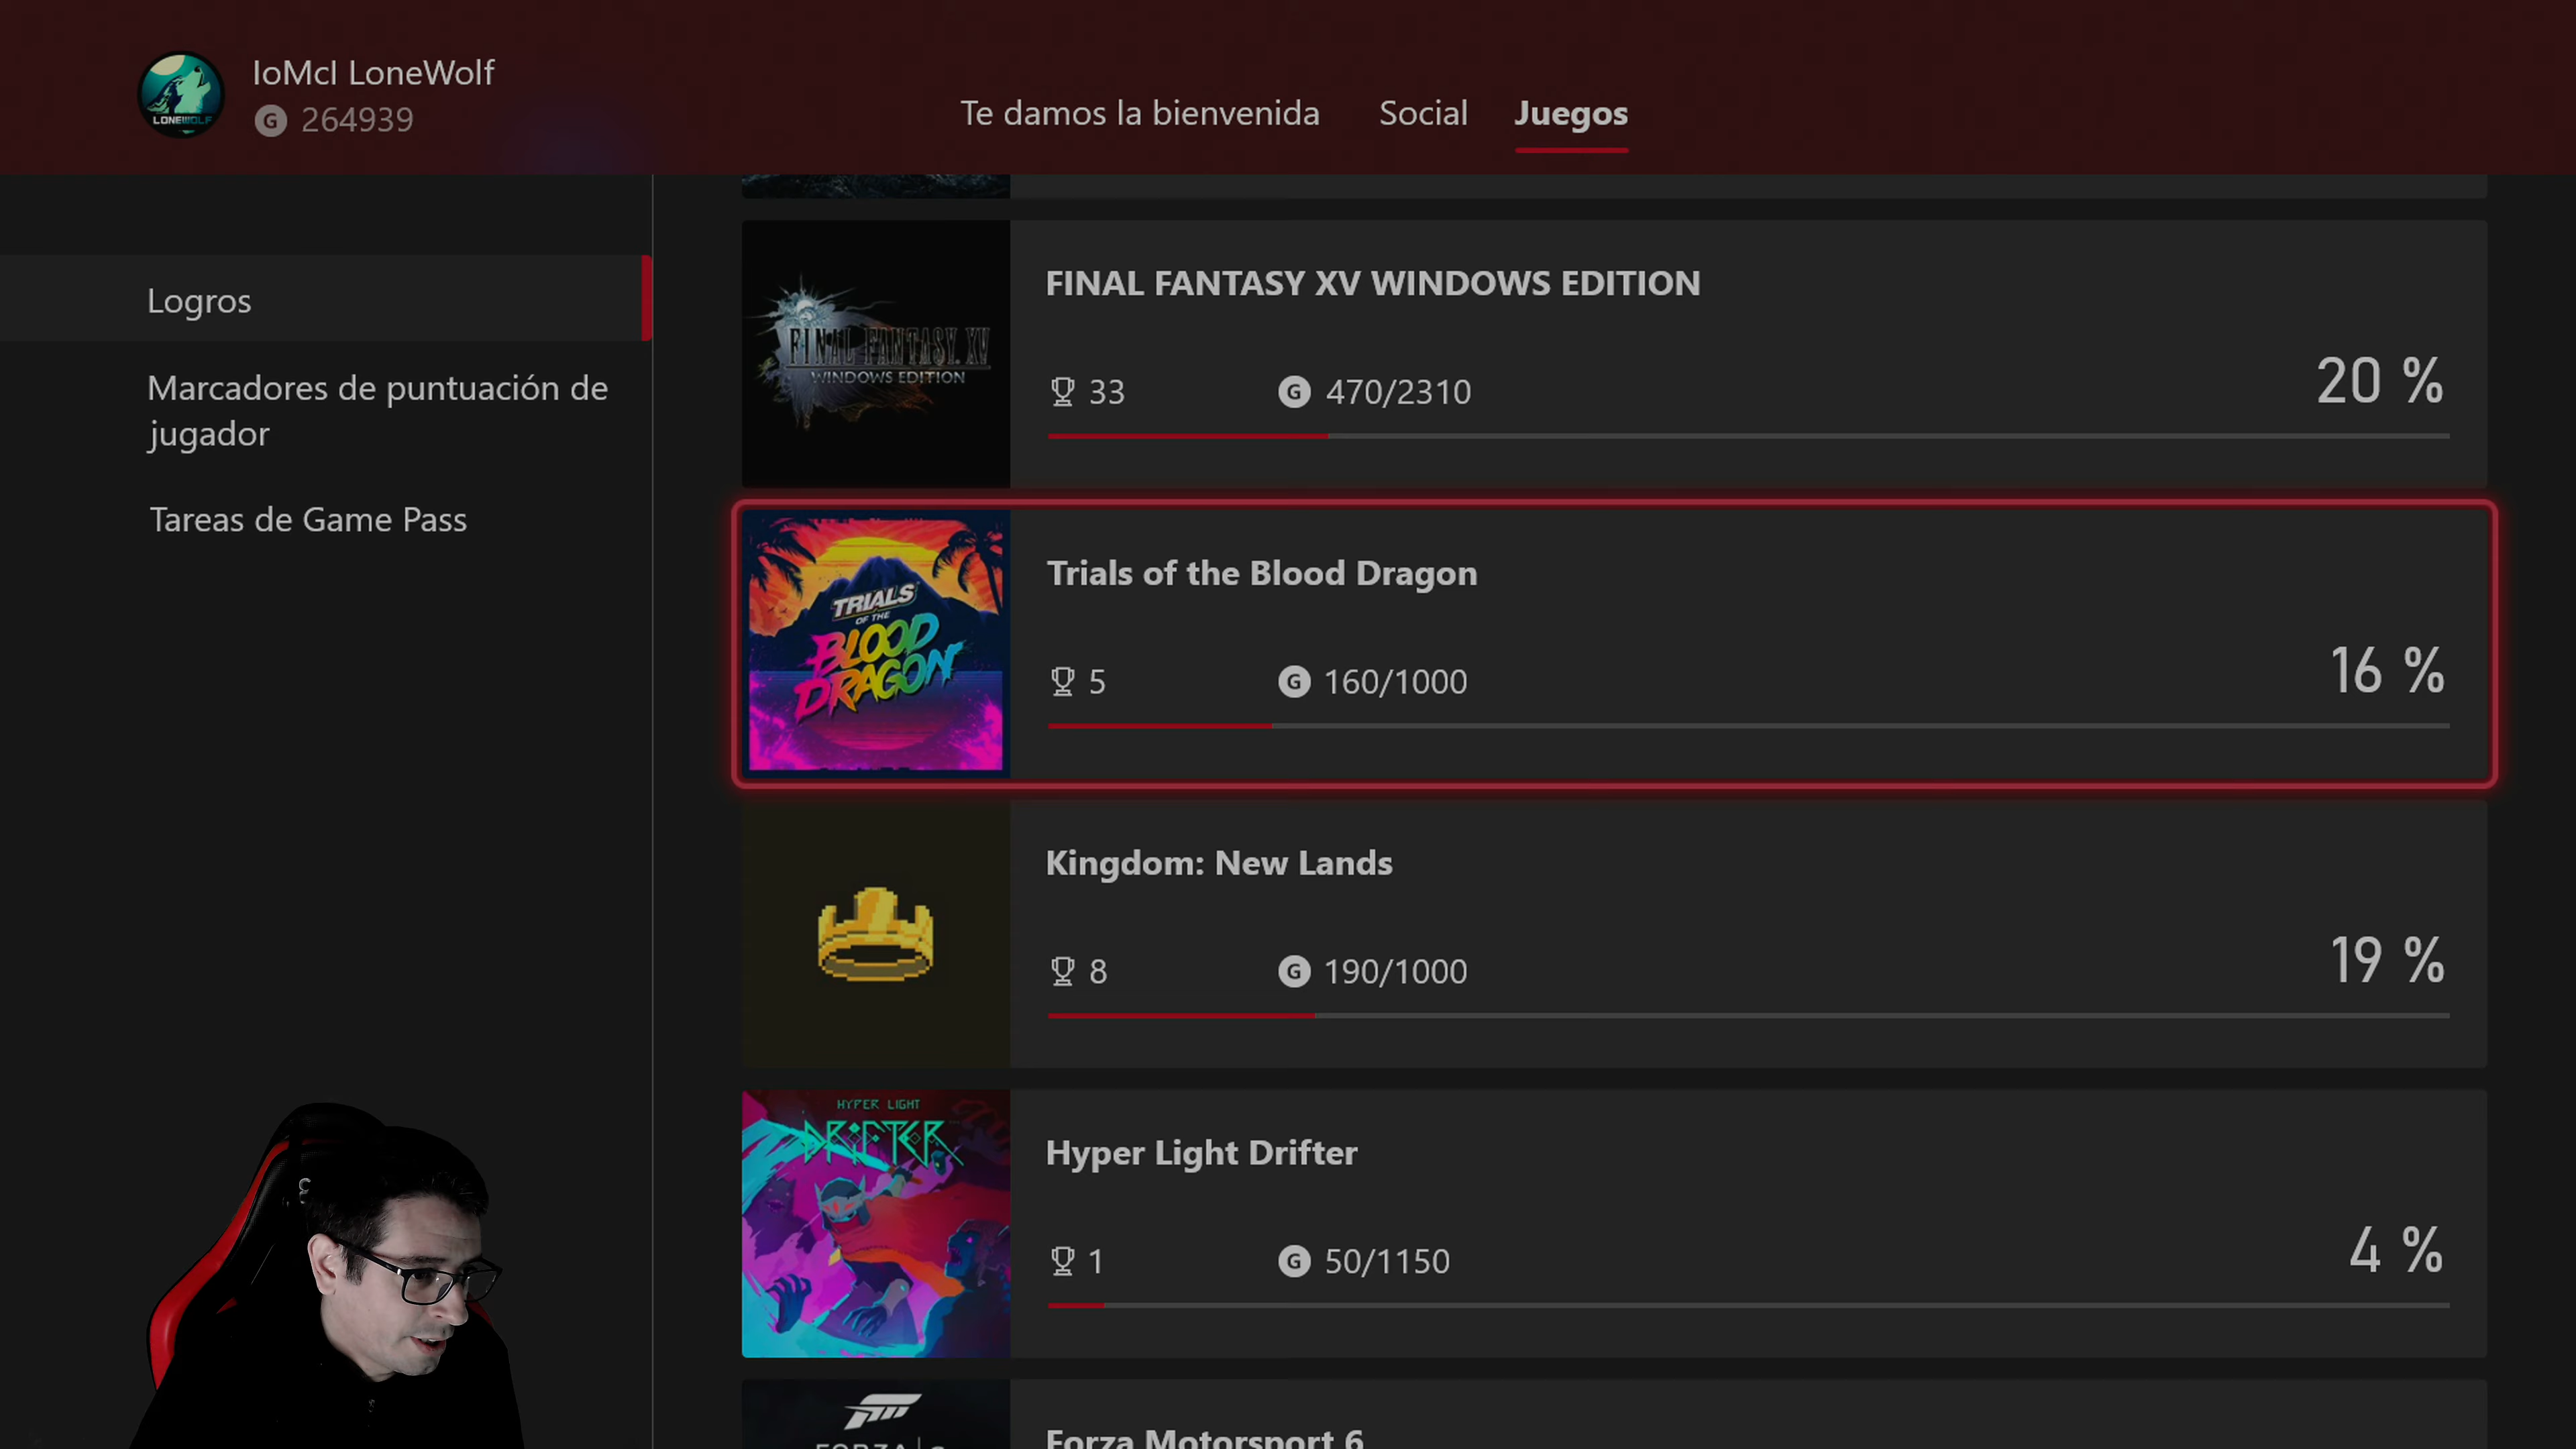 IoMcI LoneWolf
G 264939
LONEWOLF
Te damos la bienvenida
Social
Juegos
Logros
Marcadores de puntuación de
jugador
Tareas de Game Pass
FINAL FANTASY XV
WINDOWS EDITION
FINAL FANTASY XV WINDOWS EDITION
33
G 470/2310
20 %
TRIALS
OF THE
BLOOD
DRAGON
Trials of the Blood Dragon
5
G 160/1000
16 %
Kingdom: New Lands
8
G 190/1000
19 %
HYPER LIGHT
DRIFTER
Hyper Light Drifter
1
G 50/1150
4 %
Forza Motorsport 6